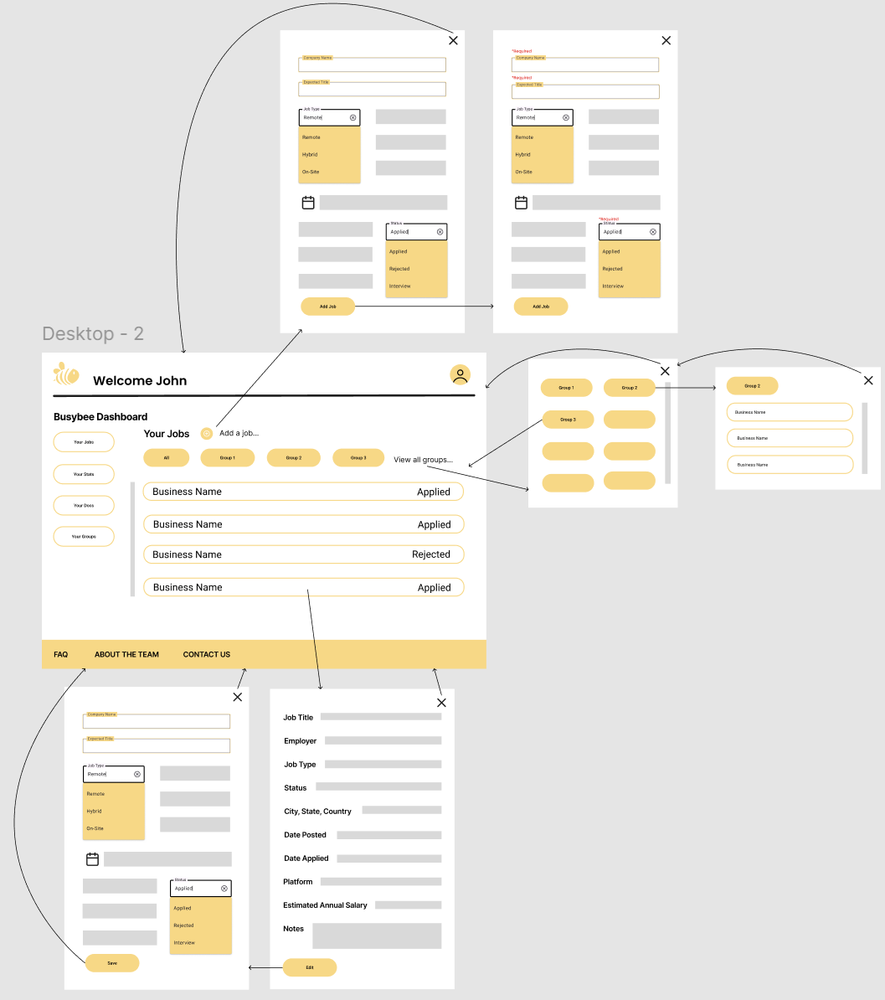 Company Name
Expected Title
Job Type
Remote
Remote
Hybrid
On-Site
Status
Applied
Applied
Rejected
Interview
Add Job
*Required
Company Name
*Required
Expected Title
Job Type
Remote
Remote
Hybrid
On-Site
*Required
Status
Applied
Applied
Rejected
Interview
Add Job
Desktop - 2
Welcome John
Busybee Dashboard
Your Jobs
Your Stats
Your Docs
Your Groups
Your Jobs
Add a job...
All
Group 1
Group 2
Group 3
View all groups...
Business Name
Applied
Business Name
Applied
Business Name
Rejected
Business Name
Applied
FAQ
ABOUT THE TEAM
CONTACT US
Group 1
Group 2
Group 3
Group 2
Business Name
Business Name
Business Name
Company Name
Expected Title
Job Type
Remote
Remote
Hybrid
On-Site
Status
Applied
Applied
Rejected
Interview
Save
Job Title
Employer
Job Type
Status
City, State, Country
Date Posted
Date Applied
Platform
Estimated Annual Salary
Notes
Edit